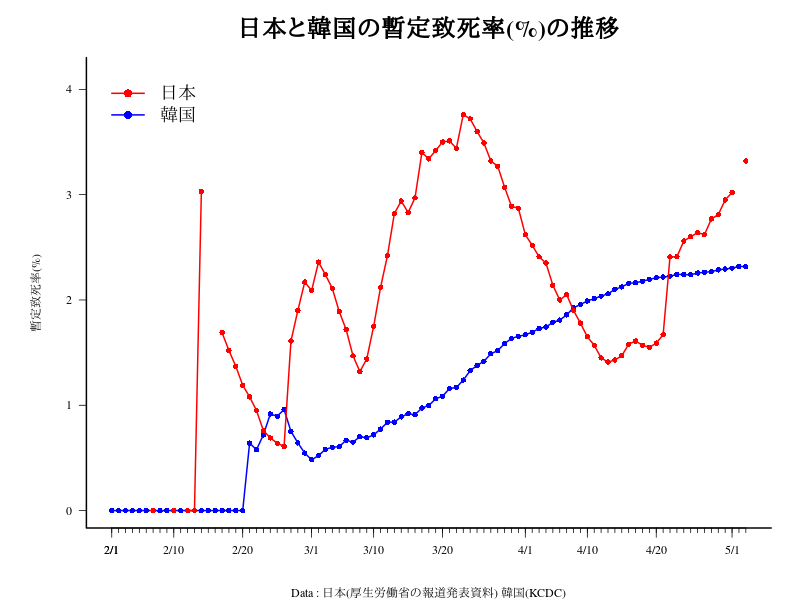 日本と韓国の暫定致死率(%)の推移
日本
韓国
4
3
2
1
0
暫定致死率(%)
2/1 2/10 2/20 3/1 3/10 3/20 4/1 4/10 4/20 5/1
Data : 日本(厚生労働省の報道発表資料) 韓国(KCDC)